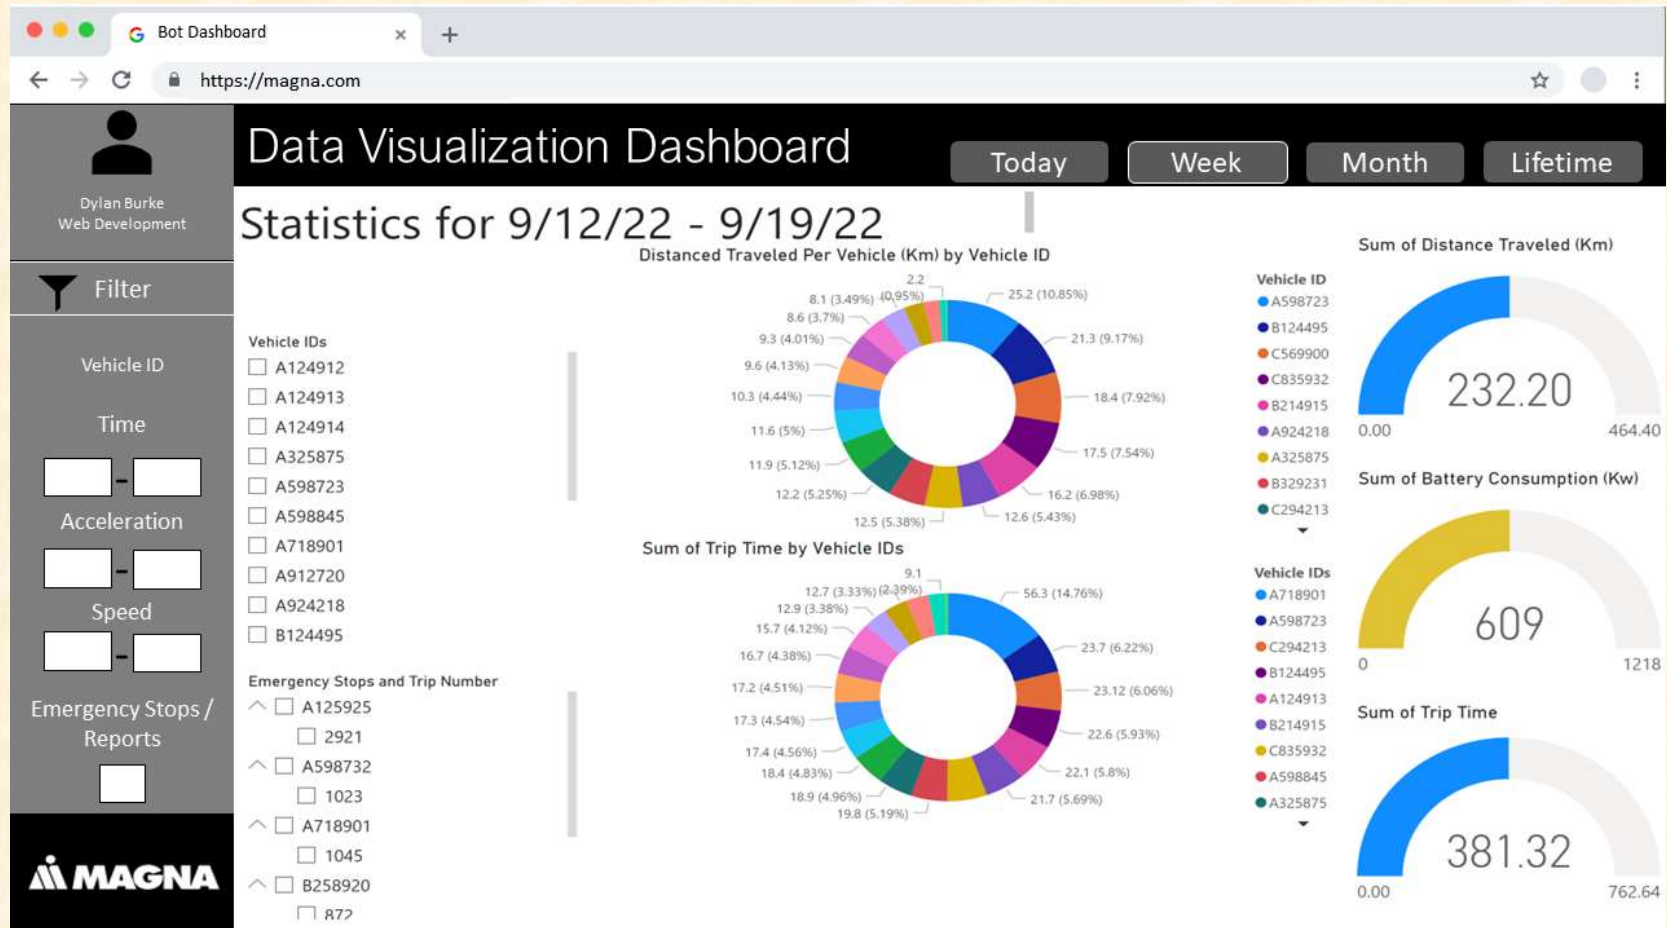 Bot Dashboard
https://magna.com
Dylan Burke
Web Development
Filter
Vehicle ID
Time
-
Acceleration
-
Speed
-
Emergency Stops /
Reports
MAGNA
Data Visualization Dashboard
Today
Week
Month
Lifetime
Statistics for 9/12/22 - 9/19/22
Vehicle IDs
A124912
A124913
A124914
A325875
A598723
A598845
A718901
A912720
A924218
B124495
Emergency Stops and Trip Number
A125925
2921
A598732
1023
A718901
1045
B258920
872
Distanced Traveled Per Vehicle (Km) by Vehicle ID
2.2
(0.95%)
8.1 (3.49%)
8.6 (3.7%)
9.3 (4.01%)
9.6 (4.13%)
10.3 (4.44%)
11.6 (5%)
11.9 (5.12%)
12.2 (5.25%)
12.5 (5.38%)
25.2 (10.85%)
21.3 (9.17%)
18.4 (7.92%)
17.5 (7.54%)
16.2 (6.98%)
12.6 (5.43%)
Vehicle ID
A598723
B124495
C569900
C835932
B214915
A924218
A325875
B329231
C294213
Sum of Trip Time by Vehicle IDs
9.1
(2.39%)
12.7 (3.33%)
12.9 (3.38%)
15.7 (4.12%)
16.7 (4.38%)
17.2 (4.51%)
17.3 (4.54%)
17.4 (4.56%)
18.4 (4.83%)
18.9 (4.96%)
19.8 (5.19%)
56.3 (14.76%)
23.7 (6.22%)
23.12 (6.06%)
22.6 (5.93%)
22.1 (5.8%)
21.7 (5.69%)
Vehicle IDs
A718901
A598723
C294213
B124495
A124913
B214915
C835932
A598845
A325875
Sum of Distance Traveled (Km)
232.20
0.00
464.40
Sum of Battery Consumption (Kw)
609
0
1218
Sum of Trip Time
381.32
0.00
762.64